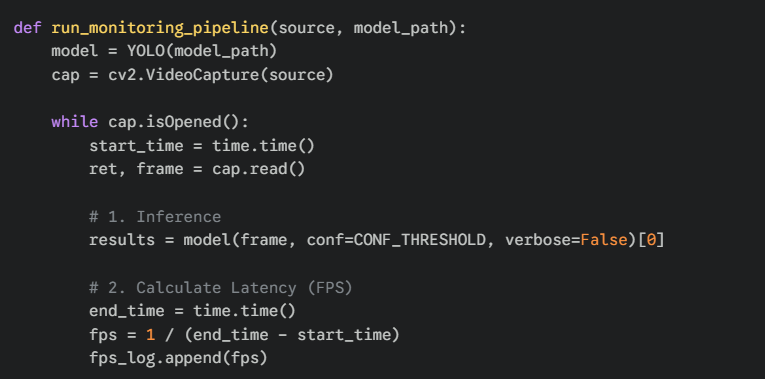 def run_monitoring_pipeline(source, model_path):
    model = YOLO(model_path)
    cap = cv2.VideoCapture(source)

    while cap.isOpened():
        start_time = time.time()
        ret, frame = cap.read()

        # 1. Inference
        results = model(frame, conf=CONF_THRESHOLD, verbose=False)[0]

        # 2. Calculate Latency (FPS)
        end_time = time.time()
        fps = 1 / (end_time - start_time)
        fps_log.append(fps)